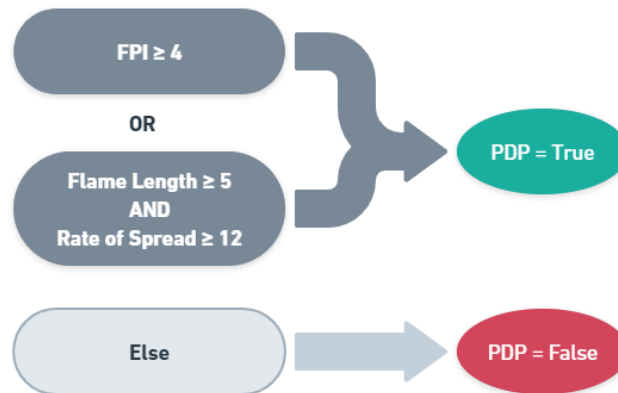 FPI ≥ 4
OR
Flame Length ≥ 5
AND
Rate of Spread ≥ 12
PDP = True
Else
PDP = False